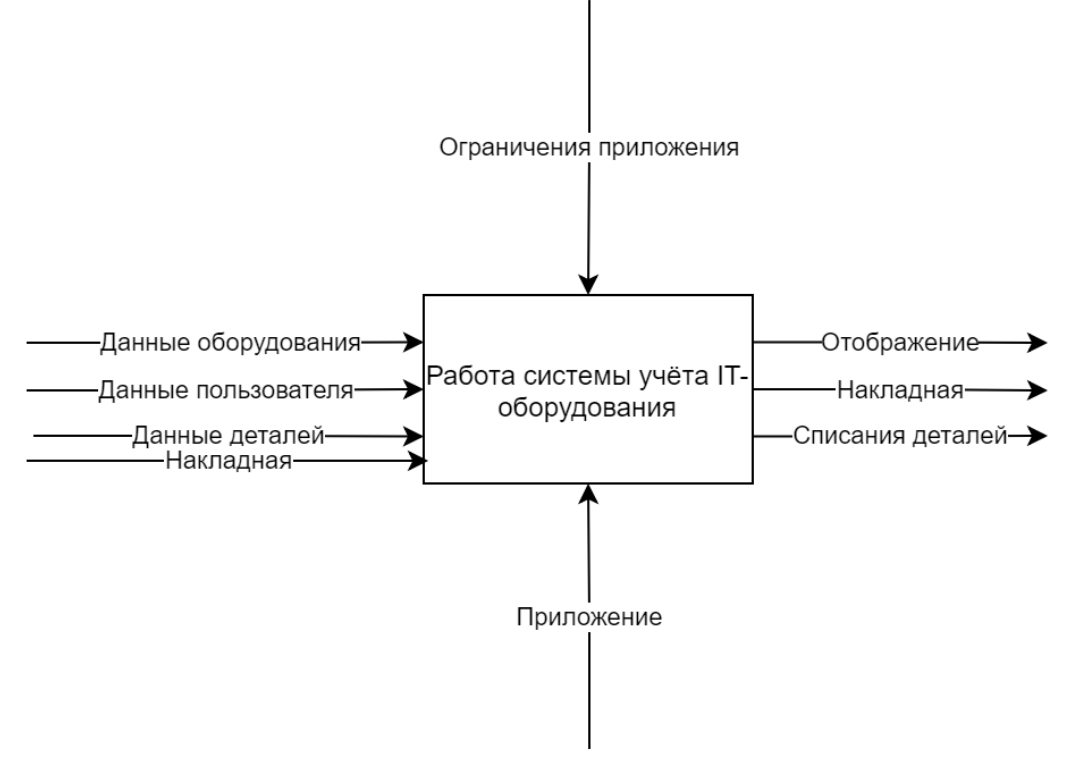 Ограничения приложения
Данные оборудования
Данные пользователя
Данные деталей
Накладная
Работа системы учёта IT-
оборудования
Отображение
Накладная
Списания деталей
Приложение